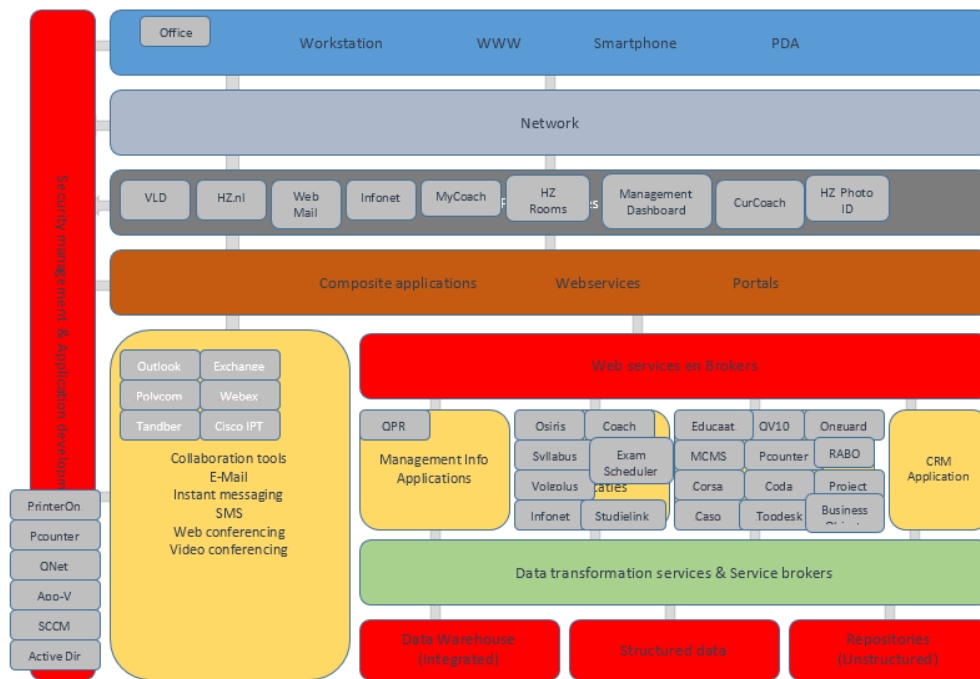 Office
Workstation
WWW
Smartphone
PDA
Network
VLD
HZ.nl
Web
Mail
Infonet
MyCoach
HZ
Rooms
Management
Dashboard
CurCoach
HZ Photo
ID
Composite applications
Webservices
Portals
Security management & Application developm
Web services en Brokers
Outlook
Exchange
Polycom
Webex
Tandber
Cisco IPT
Collaboration tools
E-Mail
Instant messaging
SMS
Web conferencing
Video conferencing
QPR
Management Info
Applications
Osiris
Coach
Syllabus
Exam
Scheduler
Volgplus
Infonet
Studielink
Educaat
QV10
Onguard
MCMS
Pcounter
RABO
Corsa
Coda
Project
Caso
Topdesk
Business
CRM
Application
PrinterOn
Pcounter
QNet
App-V
SCCM
Active Dir
Data transformation services & Service brokers
Data Warehouse
(Integrated)
Structured data
Repositories
(Unstructured)